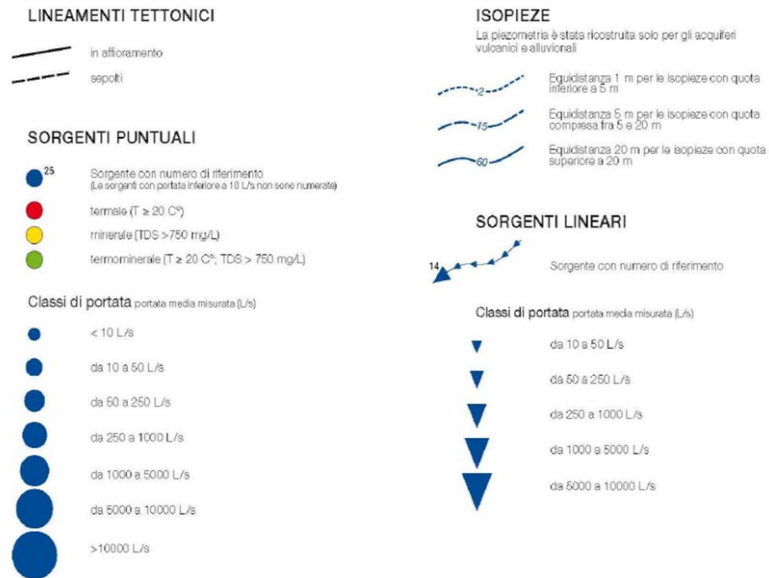 LINEAMENTI TETTONICI
in affioramento
sepolti
SORGENTI PUNTUALI
25
Sorgente con numero di riferimento
(Le sorgenti con portata inferiore a 10 L/s non sono numerate)
termale (T ≥ 20 C°)
minerale (TDS >750 mg/L)
termominerale (T ≥ 20 C°; TDS > 750 mg/L)
Classi di portata portata media misurata (L/s)
< 10 L/s
da 10 a 50 L/s
da 50 a 250 L/s
da 250 a 1000 L/s
da 1000 a 5000 L/s
da 5000 a 10000 L/s
>10000 L/s
ISOPIEZE
La piezometria è stata ricostruita solo per gli acquiferi
vulcanici e alluvionali
2
Equidistanza 1 m per le isopieze con quota
inferiore a 5 m
15
Equidistanza 5 m per le isopieze con quota
compresa fra 5 e 20 m
60
Equidistanza 20 m per le isopieze con quota
superiore a 20 m
SORGENTI LINEARI
14
Sorgente con numero di riferimento
Classi di portata portata media misurata (L/s)
da 10 a 50 L/s
da 50 a 250 L/s
da 250 a 1000 L/s
da 1000 a 5000 L/s
da 5000 a 10000 L/s